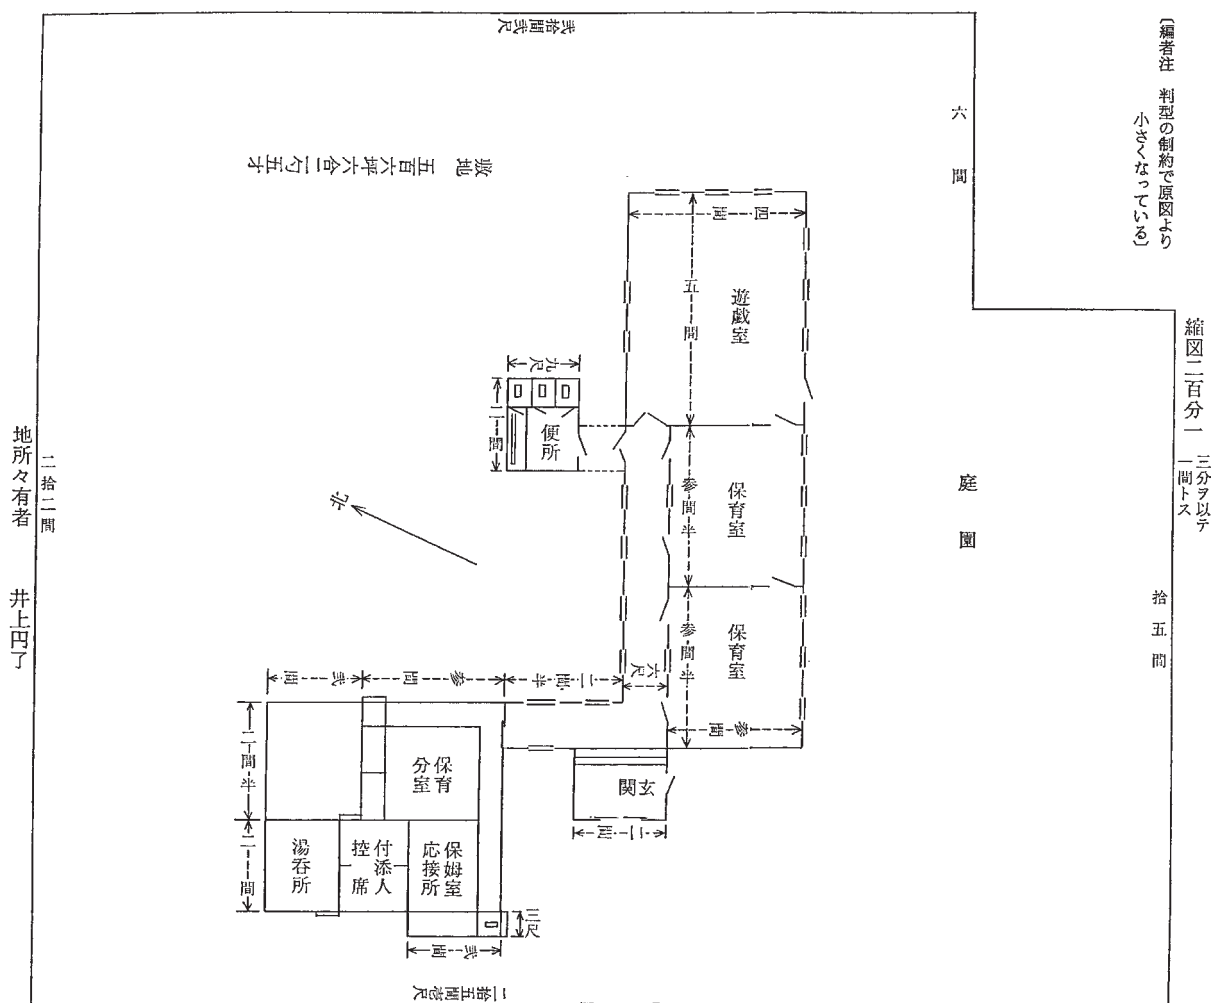 〔編者注 判型の制約で原図より
小さくなっている〕
縮図二百分一
三分ヲ以テ
一間トス
弐拾間弐尺
六間
敷地 五百六坪六合二勺五才
四間
五間
遊戯室
九尺
二間
便所
北
参間半
保育室
庭園
拾五間
参間半
保育室
六尺
参間
二拾二間
地所々有者 井上円了
弐間
参間
二間半
二間半
保育
分室
玄関
二間
二間
湯呑所
付添人
控席
保姆室
応接所
三尺
弐間
二拾五間壱尺